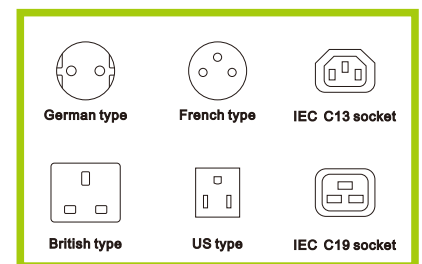 German type
French type
IEC C13 socket
British type
US type
IEC C19 socket